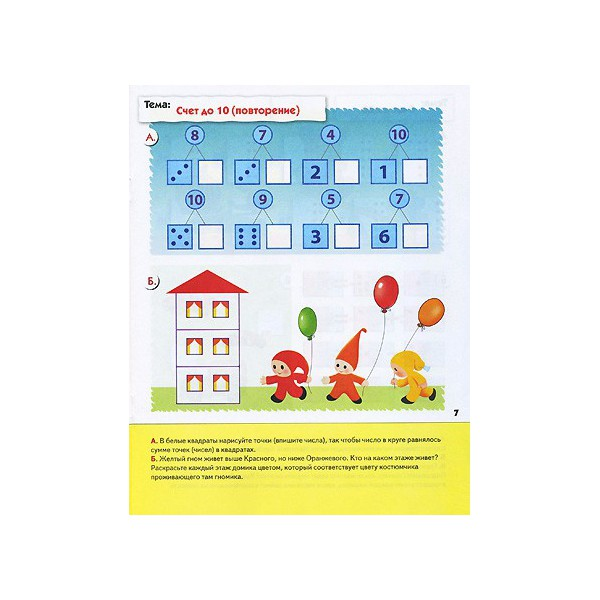 Тема:
Счет до 10 (повторение)
А.
8 7 4 10
2 1
10 9 5 7
3 6
Б.
7
А. В белые квадраты нарисуйте точки (впишите числа), так чтобы число в круге равнялось
сумме точек (чисел) в квадратах.
Б. Желтый гном живет выше Красного, но ниже Оранжевого. Кто на каком этаже живет?
Раскрасьте каждый этаж домика цветом, который соответствует цвету костюмчика
проживающего там гномика.